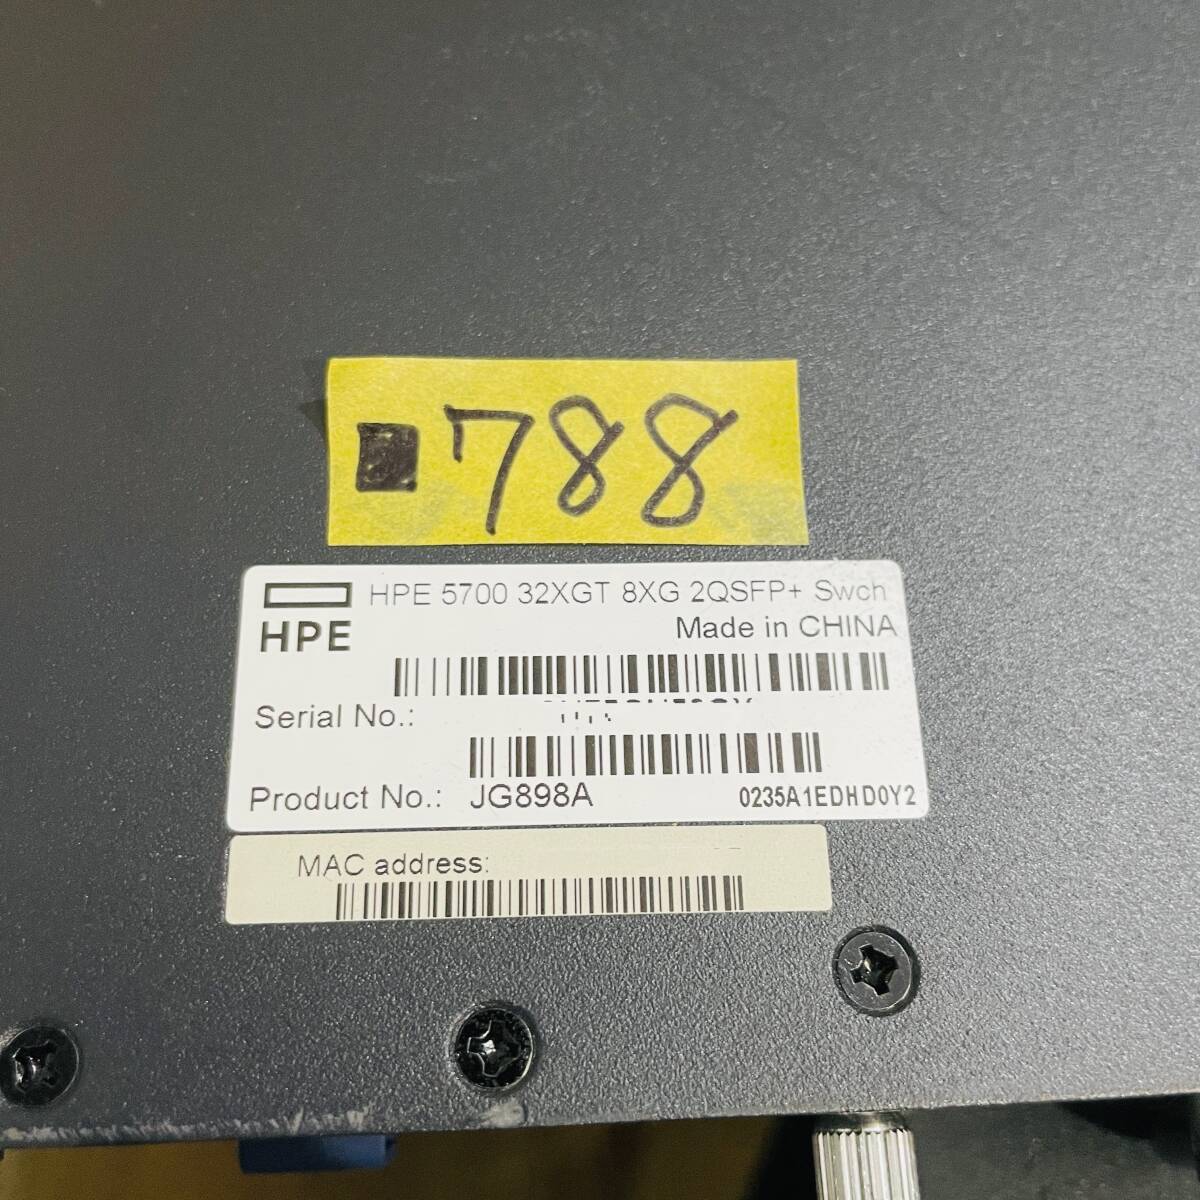 788
HPE 5700 32XGT 8XG 2QSFP+ Swch
HPE
Made in CHINA
Serial No.:
Product No.: JG898A
0235A1EDHD0Y2
MAC address: